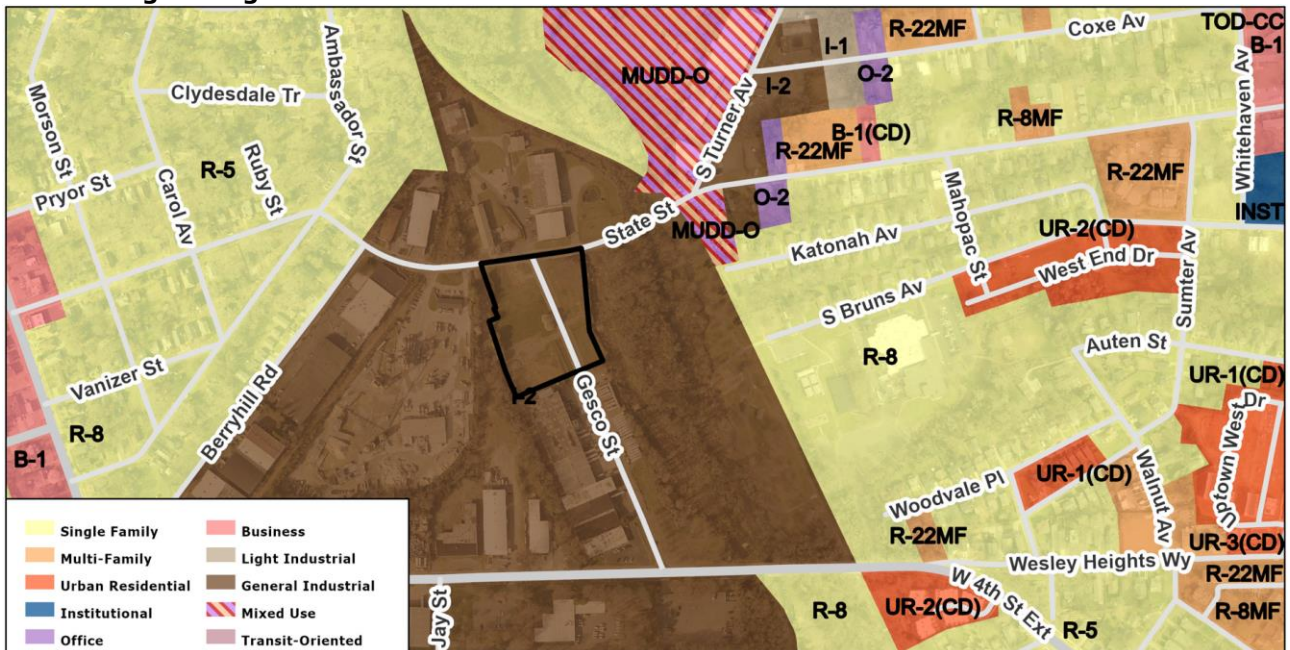 TOD-CC
R-22MF
Coxe Av
B-1
I-1
Ambassador St
MUDD-O
O-2
Whitehaven Av
S Turner Av
I-2
Clydesdale Tr
Morson St
R-8MF
B-1(CD)
R-22MF
Ruby St
R-5
R-22MF
Pryor St
Carol Av
Mahopac St
O-2
INST
State St
MUDD-O
UR-2(CD)
Katonah Av
West End Dr
Sumter Av
S Bruns Av
Auten St
R-8
Vanizer St
UR-1(CD)
I-2
Gesco St
Berryhill Rd
R-8
Uptown West Dr
B-1
UR-1(CD)
Walnut Av
Woodvale Pl
R-22MF
UR-3(CD)
Wesley Heights Wy
R-22MF
W 4th St Ext
Jay St
R-8
UR-2(CD)
R-8MF
R-5
Single Family
Business
Multi-Family
Light Industrial
Urban Residential
General Industrial
Institutional
Mixed Use
Office
Transit-Oriented